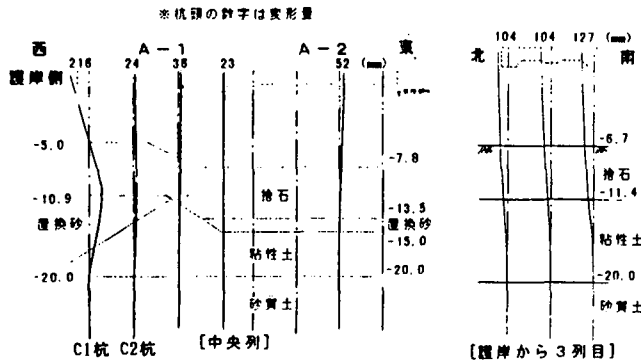 ※杭頭の数字は変形量
西 A-1 A-2 東
216 24 36 23 52 (mm)
護岸側
-5.0
-7.8
-10.9
捨石
-13.5
置換砂 置換砂
-15.0
粘性土
-20.0 -20.0
砂質土
C1杭 C2杭 [中央列]
(mm)
北 104 104 127 南
-6.7
捨石
-11.4
粘性土
-20.0
砂質土
[護岸から3列目]